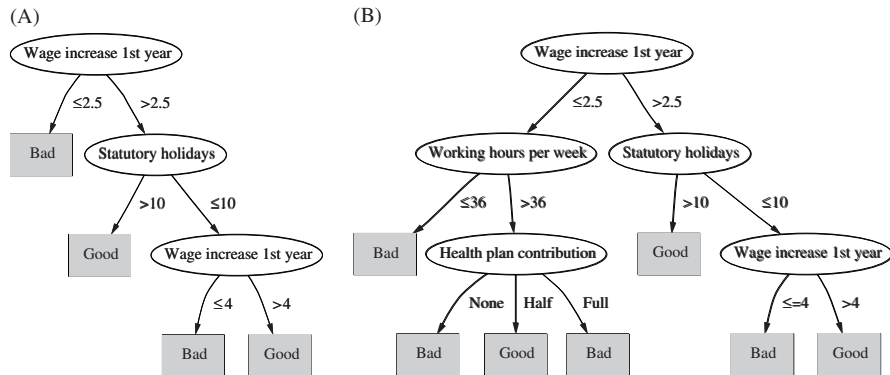 (A)
Wage increase 1st year
≤2.5 >2.5
Bad
Statutory holidays
>10 ≤10
Good
Wage increase 1st year
≤4 >4
Bad Good
(B)
Wage increase 1st year
≤2.5 >2.5
Working hours per week Statutory holidays
≤36 >36 >10 ≤10
Bad Health plan contribution Good Wage increase 1st year
None Half Full ≤=4 >4
Bad Good Bad Bad Good